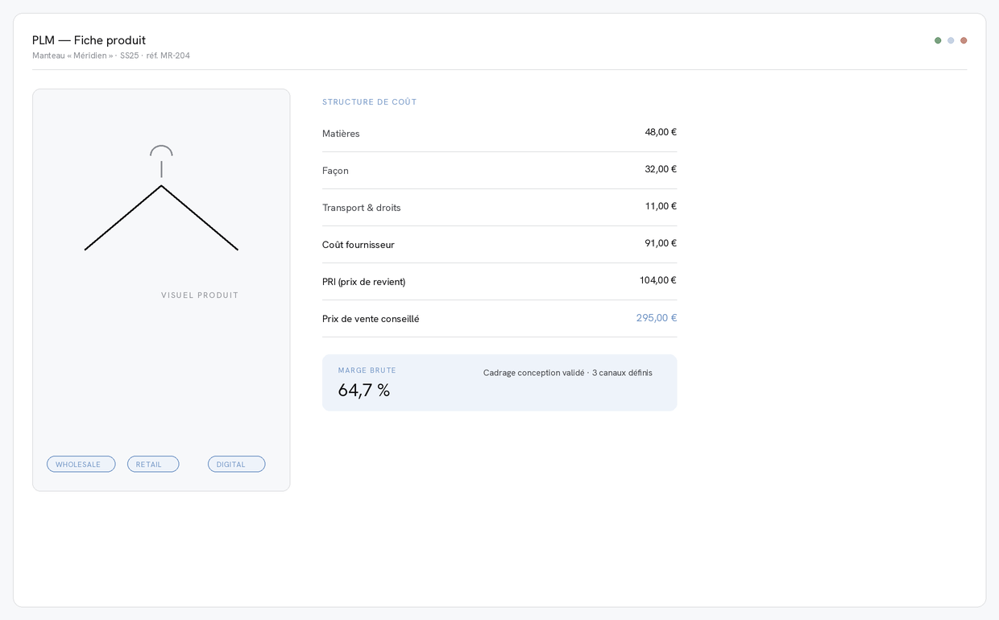 PLM — Fiche produit
Manteau « Méridien » · SS25 · réf. MR-204
VISUEL PRODUIT
WHOLESALE RETAIL DIGITAL
STRUCTURE DE COÛT
Matières 48,00 €
Façon 32,00 €
Transport & droits 11,00 €
Coût fournisseur 91,00 €
PRI (prix de revient) 104,00 €
Prix de vente conseillé 295,00 €
MARGE BRUTE
64,7 %
Cadrage conception validé · 3 canaux définis